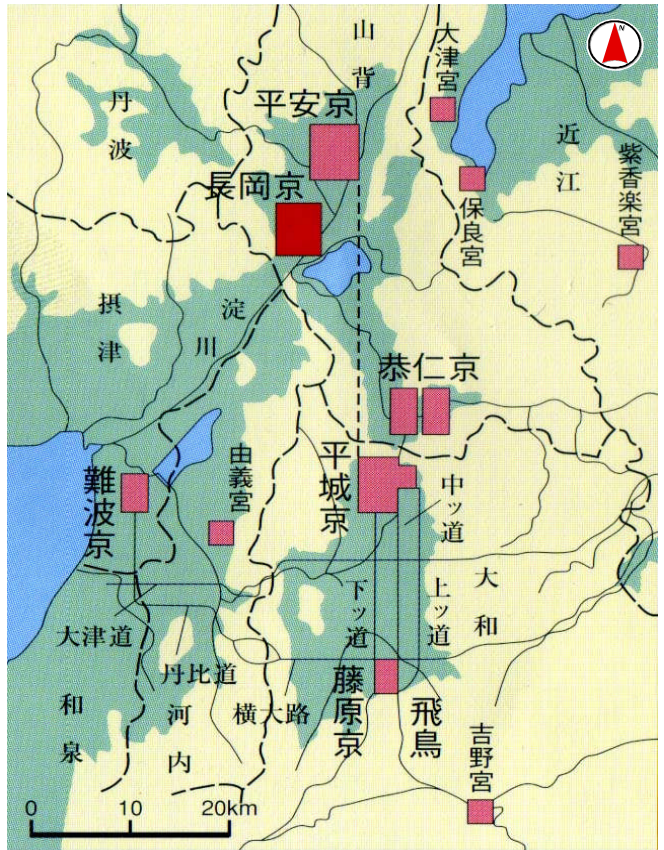 N
山背
大津宮
丹波
平安京
近江
紫香楽宮
長岡京
保良宮
摂津
淀川
恭仁京
難波京
由義宮
平城京
中ッ道
下ッ道
上ッ道
大和
大津道
丹比道
横大路
藤原京
飛鳥
和泉
河内
吉野宮
0 10 20km